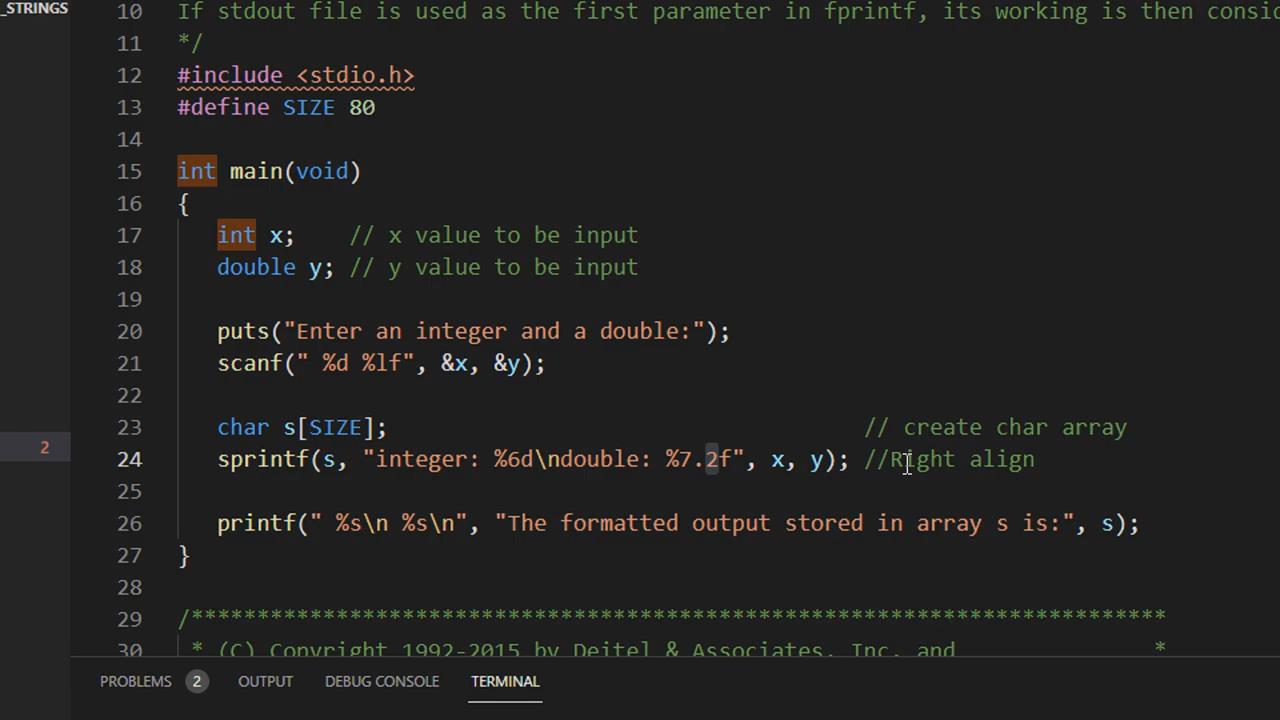 _STRINGS
10 If stdout file is used as the first parameter in fprintf, its working is then consi
11 */
12 #include <stdio.h>
13 #define SIZE 80
14
15 int main(void)
16 {
17 int x; // x value to be input
18 double y; // y value to be input
19
20 puts("Enter an integer and a double:");
21 scanf(" %d %lf", &x, &y);
22
23 char s[SIZE]; // create char array
2
24 sprintf(s, "integer: %6d\ndouble: %7.2f", x, y); //Right align
25
26 printf(" %s\n %s\n", "The formatted output stored in array s is:", s);
27 }
28
29 /**************************************************************************
30 * (C) Copyright 1992-2015 by Deitel & Associates, Inc. and *
PROBLEMS 2 OUTPUT DEBUG CONSOLE TERMINAL